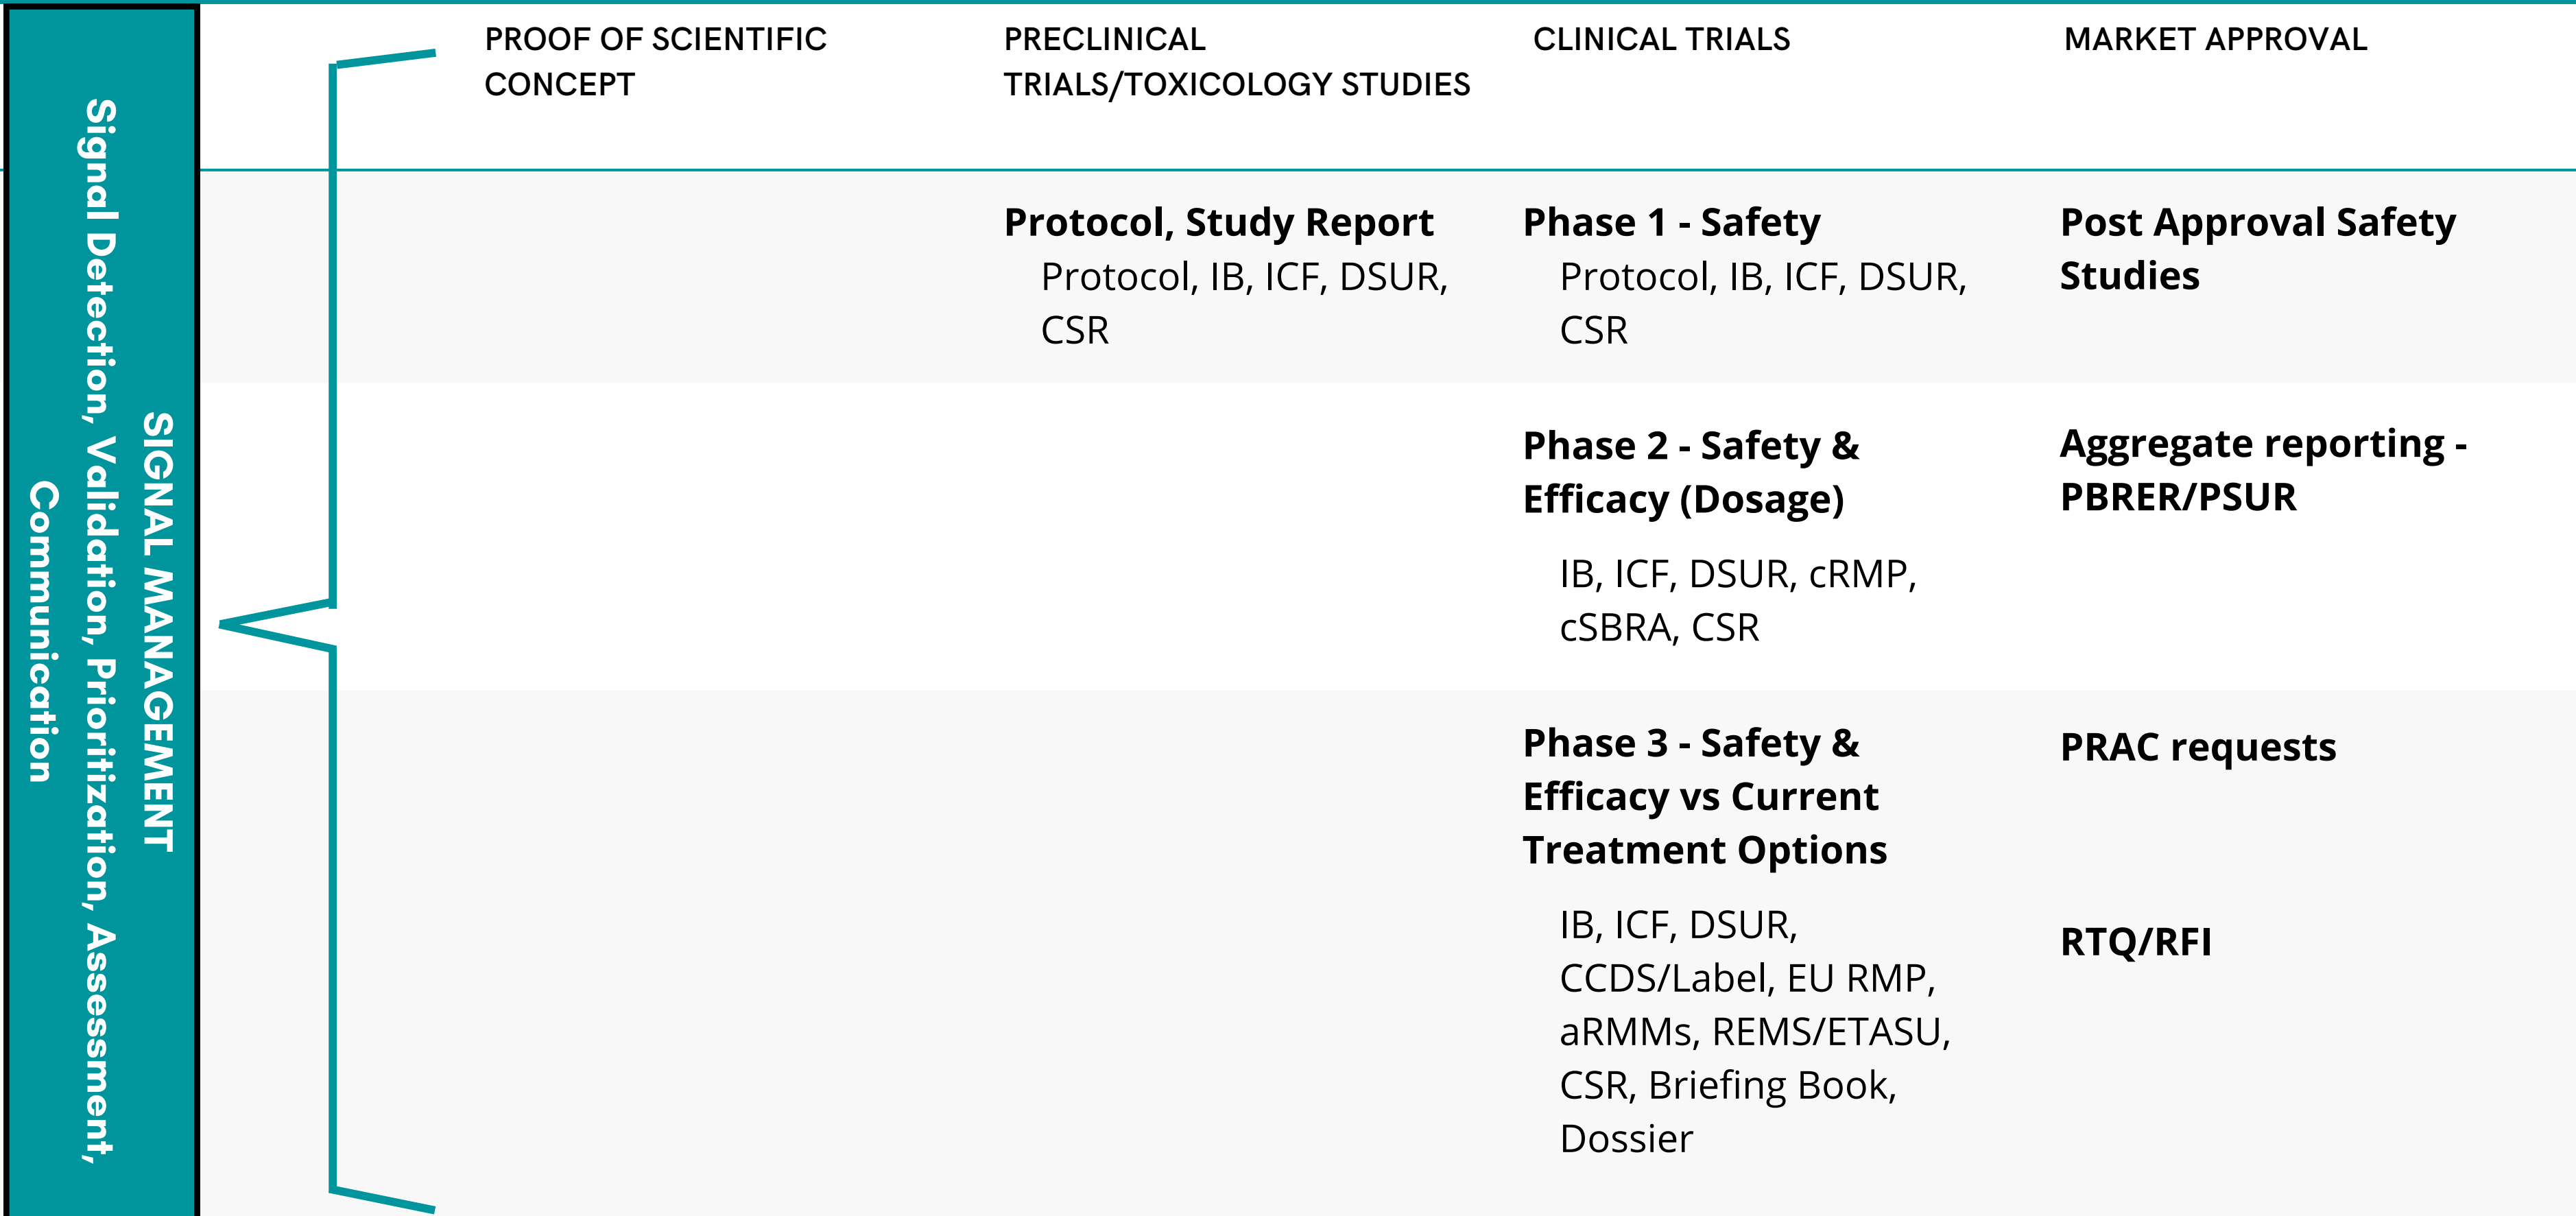 SIGNAL MANAGEMENT
Signal Detection, Validation, Prioritization, Assessment,
Communication
PROOF OF SCIENTIFIC
CONCEPT
PRECLINICAL
TRIALS/TOXICOLOGY STUDIES
CLINICAL TRIALS
MARKET APPROVAL
Protocol, Study Report
Protocol, IB, ICF, DSUR,
CSR
Phase 1 - Safety
Protocol, IB, ICF, DSUR,
CSR
Post Approval Safety
Studies
Phase 2 - Safety &
Efficacy (Dosage)
IB, ICF, DSUR, cRMP,
cSBRA, CSR
Aggregate reporting -
PBRER/PSUR
Phase 3 - Safety &
Efficacy vs Current
Treatment Options
IB, ICF, DSUR,
CCDS/Label, EU RMP,
aRMMs, REMS/ETASU,
CSR, Briefing Book,
Dossier
PRAC requests
RTQ/RFI